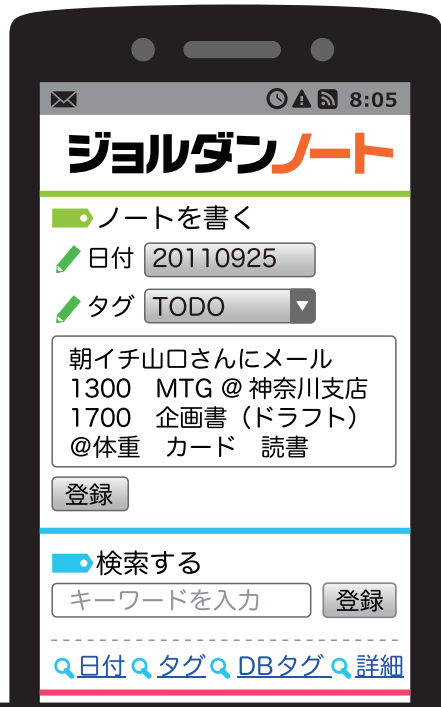 8:05
ジョルダンノート
ノートを書く
日付 20110925
タグ TODO
朝イチ山口さんにメール
1300　MTG @ 神奈川支店
1700　企画書（ドラフト）
@体重　カード　読書
登録
検索する
キーワードを入力 登録
日付 タグ DBタグ 詳細